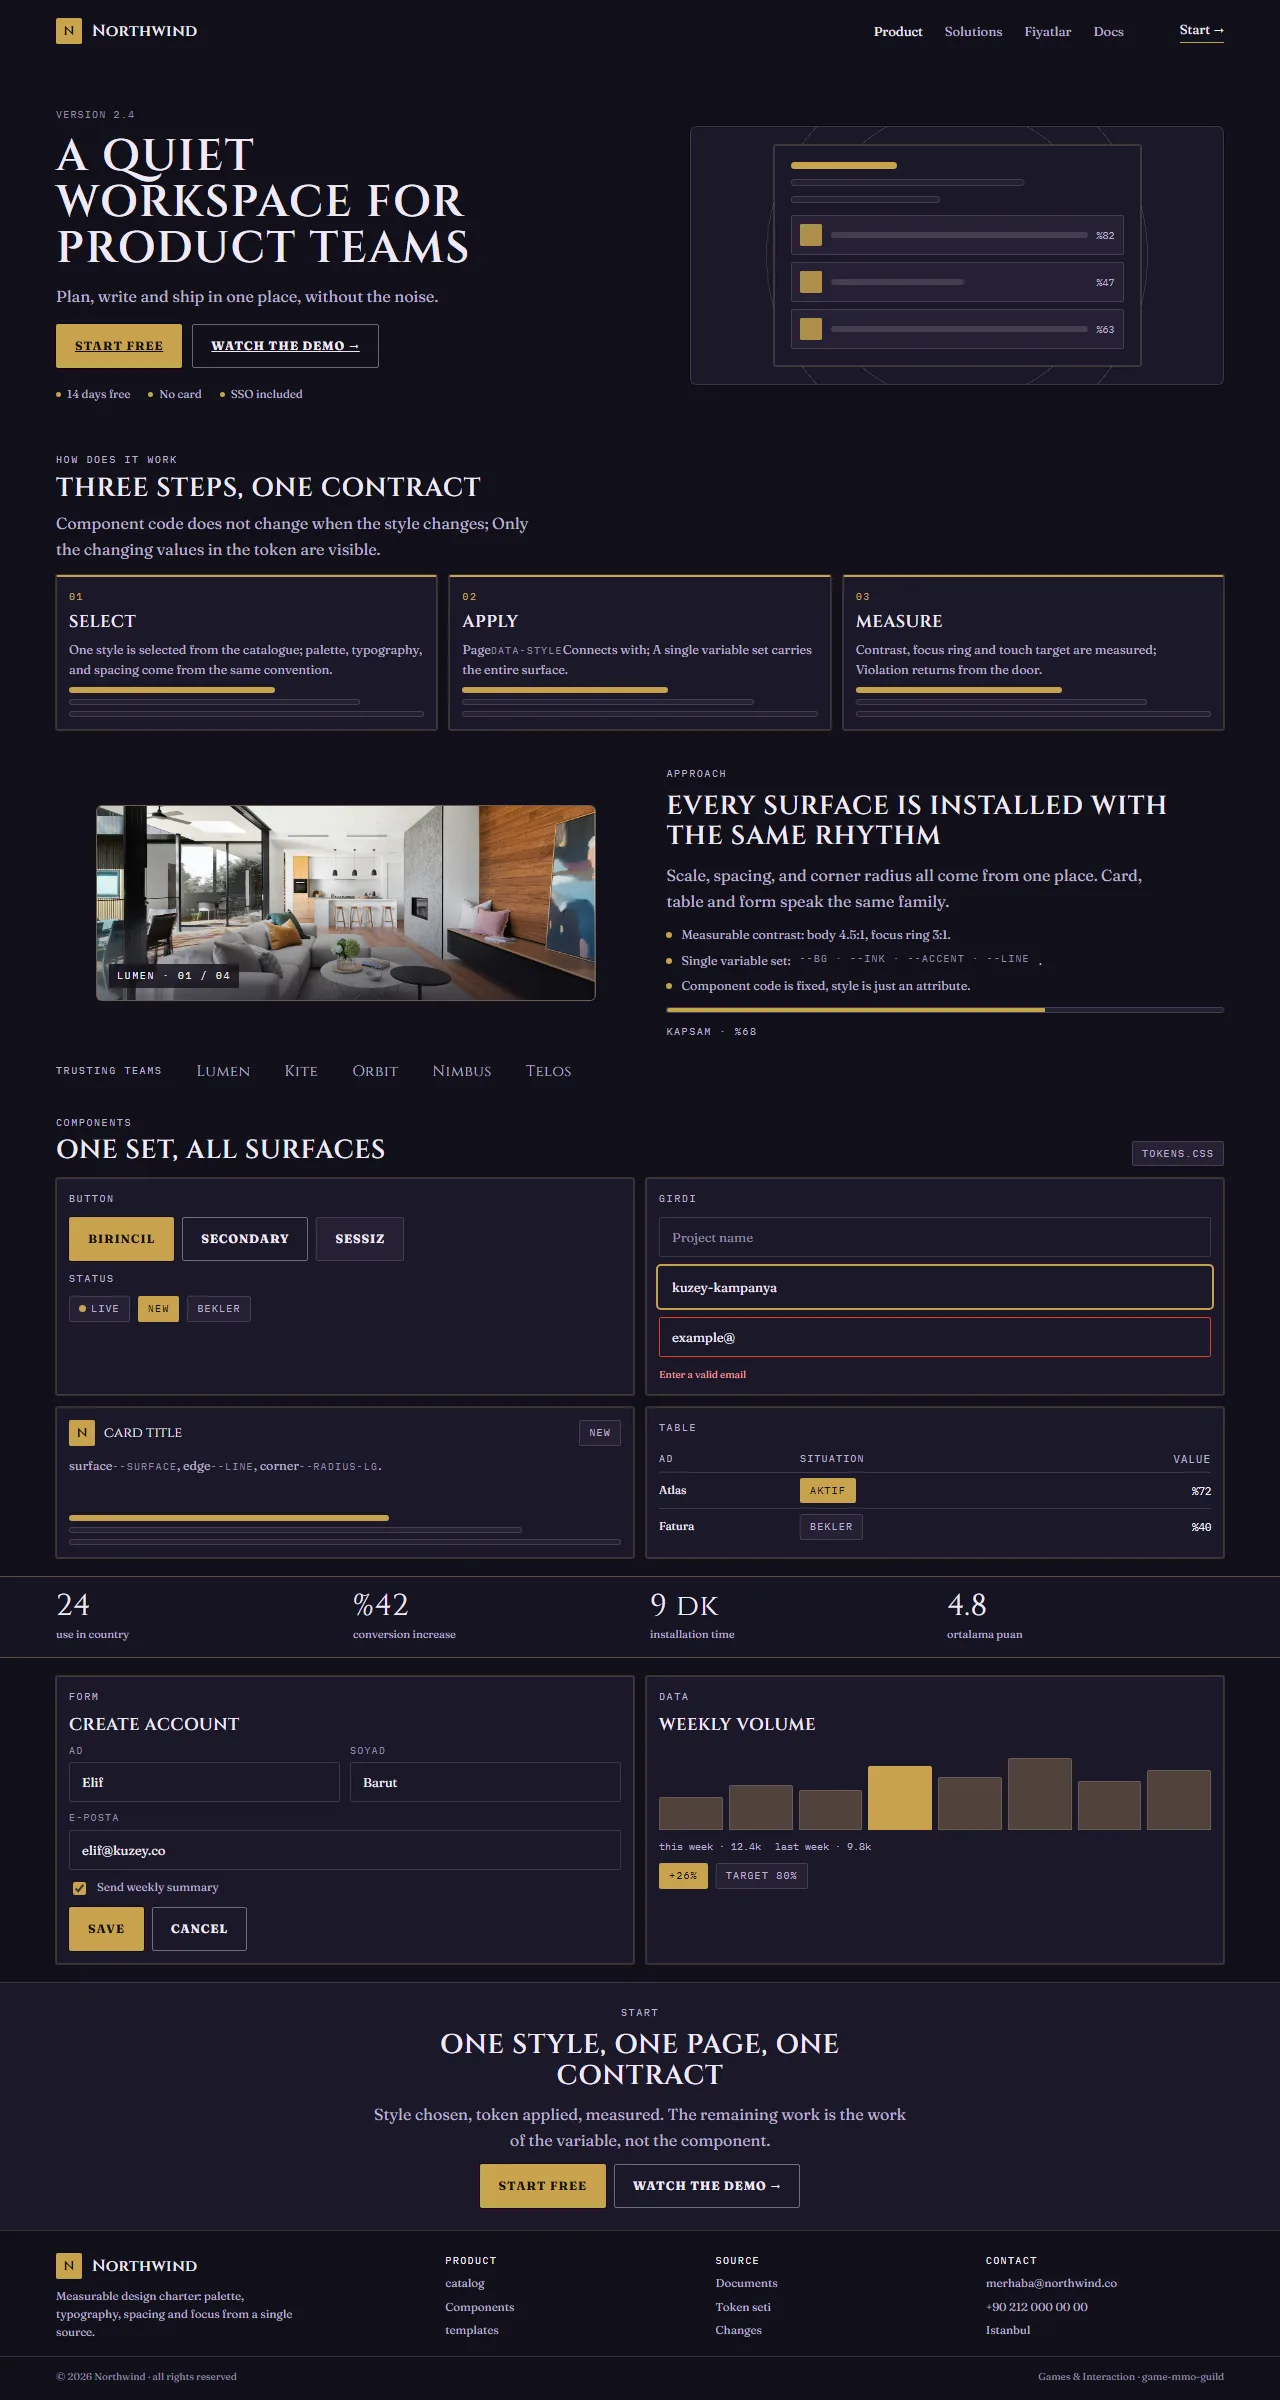 N Northwind
Product Solutions Fiyatlar Docs Start →
VERSION 2.4
A QUIET
WORKSPACE FOR
PRODUCT TEAMS
Plan, write and ship in one place, without the noise.
START FREE WATCH THE DEMO →
14 days free No card SSO included
%82
%47
%63
HOW DOES IT WORK
THREE STEPS, ONE CONTRACT
Component code does not change when the style changes; Only
the changing values in the token are visible.
01
SELECT
One style is selected from the catalogue; palette, typography,
and spacing come from the same convention.
02
APPLY
PageDATA-STYLEConnects with; A single variable set carries
the entire surface.
03
MEASURE
Contrast, focus ring and touch target are measured;
Violation returns from the door.
LUMEN · 01 / 04
APPROACH
EVERY SURFACE IS INSTALLED WITH
THE SAME RHYTHM
Scale, spacing, and corner radius all come from one place. Card,
table and form speak the same family.
Measurable contrast: body 4.5:1, focus ring 3:1.
Single variable set: --BG · --INK · --ACCENT · --LINE .
Component code is fixed, style is just an attribute.
KAPSAM · %68
TRUSTING TEAMS Lumen Kite Orbit Nimbus Telos
COMPONENTS
ONE SET, ALL SURFACES
TOKENS.CSS
BUTTON
BIRINCIL SECONDARY SESSIZ
STATUS
LIVE NEW BEKLER
GIRDI
Project name
kuzey-kampanya
example@
Enter a valid email
N CARD TITLE NEW
surface--SURFACE, edge--LINE, corner--RADIUS-LG.
TABLE
AD SITUATION VALUE
Atlas AKTIF %72
Fatura BEKLER %40
24
use in country
%42
conversion increase
9 DK
installation time
4.8
ortalama puan
FORM
CREATE ACCOUNT
AD SOYAD
Elif Barut
E-POSTA
elif@kuzey.co
Send weekly summary
SAVE CANCEL
DATA
WEEKLY VOLUME
this week · 12.4k last week · 9.8k
+26% TARGET 80%
START
ONE STYLE, ONE PAGE, ONE
CONTRACT
Style chosen, token applied, measured. The remaining work is the work
of the variable, not the component.
START FREE WATCH THE DEMO →
N Northwind
Measurable design charter: palette,
typography, spacing and focus from a single
source.
PRODUCT
catalog
Components
templates
SOURCE
Documents
Token seti
Changes
CONTACT
merhaba@northwind.co
+90 212 000 00 00
Istanbul
© 2026 Northwind · all rights reserved
Games & Interaction · game-mmo-guild